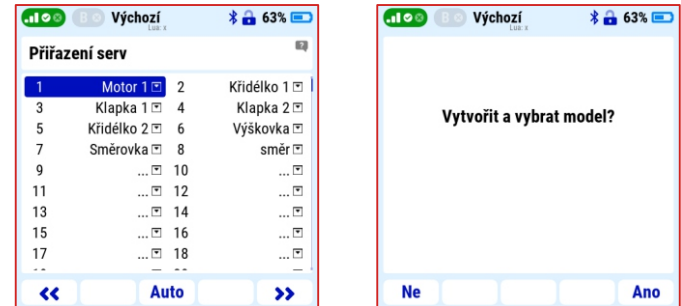 B Výchozí 63%
Lua: x
Přiřazení serv
?
1 Motor 1 2 Křidélko 1
3 Klapka 1 4 Klapka 2
5 Křidélko 2 6 Výškovka
7 Směrovka 8 směr
9 ... 10 ...
11 ... 12 ...
13 ... 14 ...
15 ... 16 ...
17 ... 18 ...
<< Auto >>
B Výchozí 63%
Lua: x
Vytvořit a vybrat model?
Ne Ano